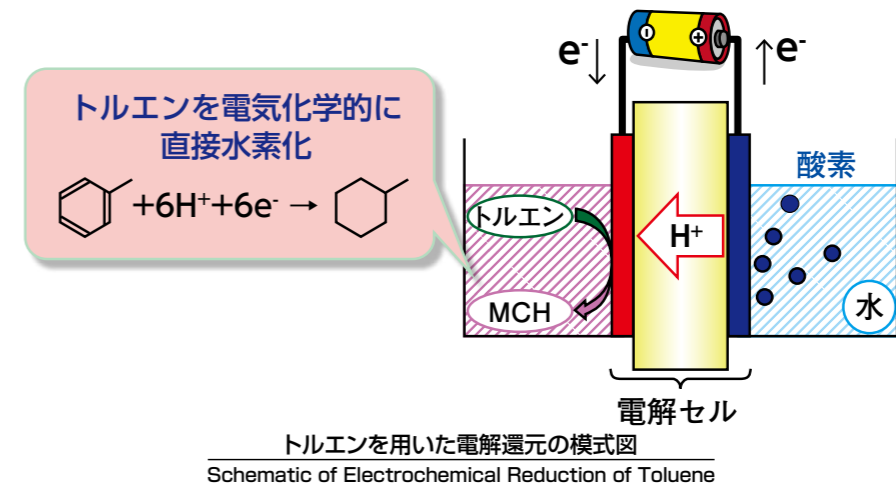 トルエンを電気化学的に
直接水素化
+6H⁺+6e⁻ →
e⁻
⊖
⊕
e⁻
酸素
トルエン
H⁺
MCH
水
電解セル
トルエンを用いた電解還元の模式図
Schematic of Electrochemical Reduction of Toluene